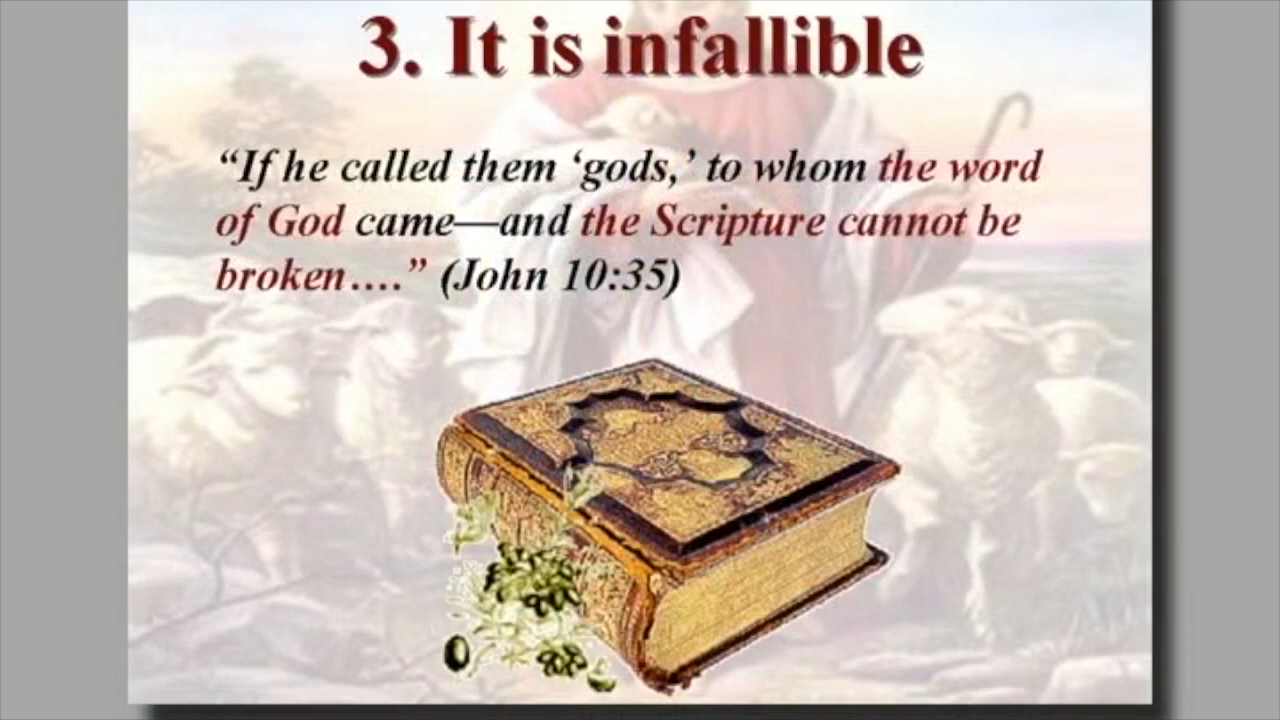 3. It is infallible
“If he called them ‘gods,’ to whom the word
of God came—and the Scripture cannot be
broken….” (John 10:35)